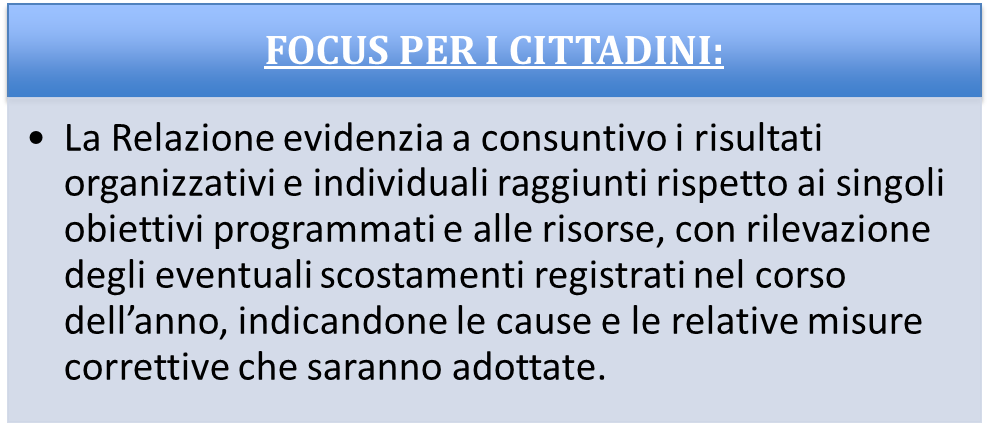 FOCUS PER I CITTADINI:
• La Relazione evidenzia a consuntivo i risultati
organizzativi e individuali raggiunti rispetto ai singoli
obiettivi programmati e alle risorse, con rilevazione
degli eventuali scostamenti registrati nel corso
dell’anno, indicandone le cause e le relative misure
correttive che saranno adottate.